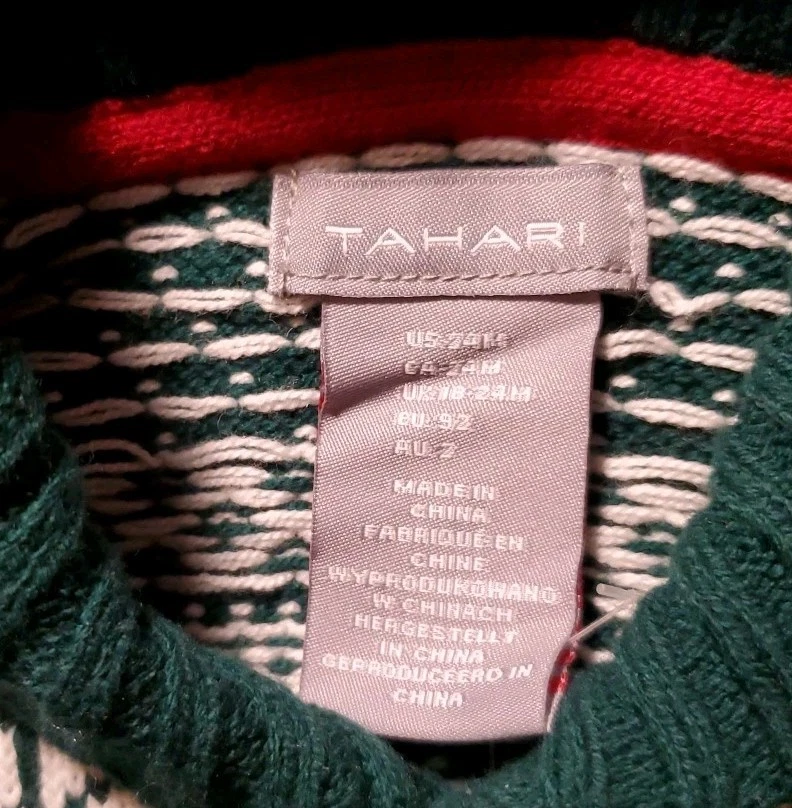 TAHARI
US-24M
CA-24M
UK-18-24M
EU-92
AU-2
MADE IN
CHINA
FABRIQUÉ EN
CHINE
WYPRODUKOWANO
W CHINACH
HERGESTELLT
IN CHINA
GEPRODUCEERD IN
CHINA